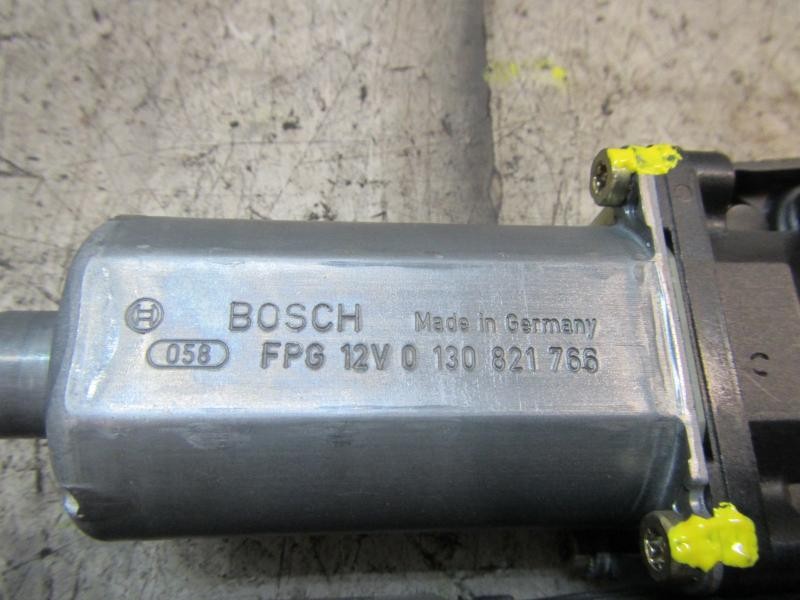 BOSCH Made in Germany
058 FPG 12V 0 130 821 766